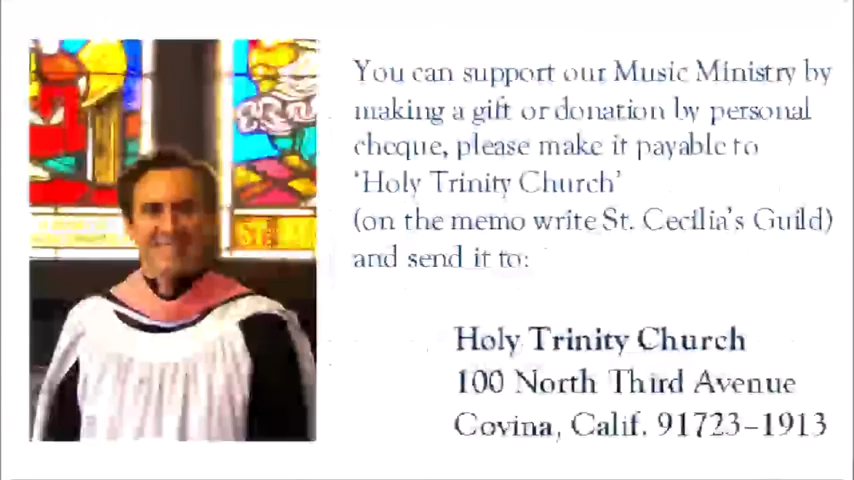 You can support our Music Ministry by
making a gift or donation by personal
cheque, please make it payable to
'Holy Trinity Church'
(on the memo write St. Cecilia's Guild)
and send it to:
Holy Trinity Church
100 North Third Avenue
Covina, Calif. 91723-1913
ST.